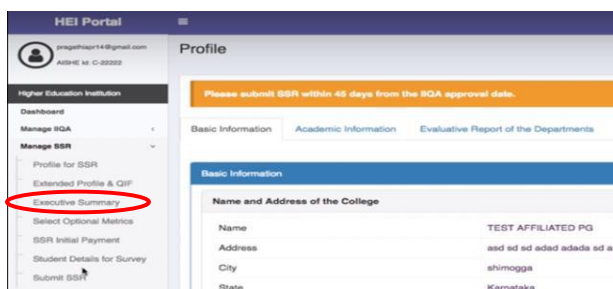 HEI Portal
pragathiapr14@gmail.com
AISHE Id: C-22222
Profile
Higher Education Institution
Please submit SSR within 45 days from the IIQA approval date.
Dashboard
Manage IIQA
Basic Information Academic Information Evaluative Report of the Departments
Manage SSR
Profile for SSR
Extended Profile & QIF
Executive Summary
Select Optional Metrics
SSR Initial Payment
Student Details for Survey
Submit SSR
Basic Information
Name and Address of the College
Name TEST AFFILIATED PG
Address asd sd sd adad adada sd a
City shimogga
State Karnataka